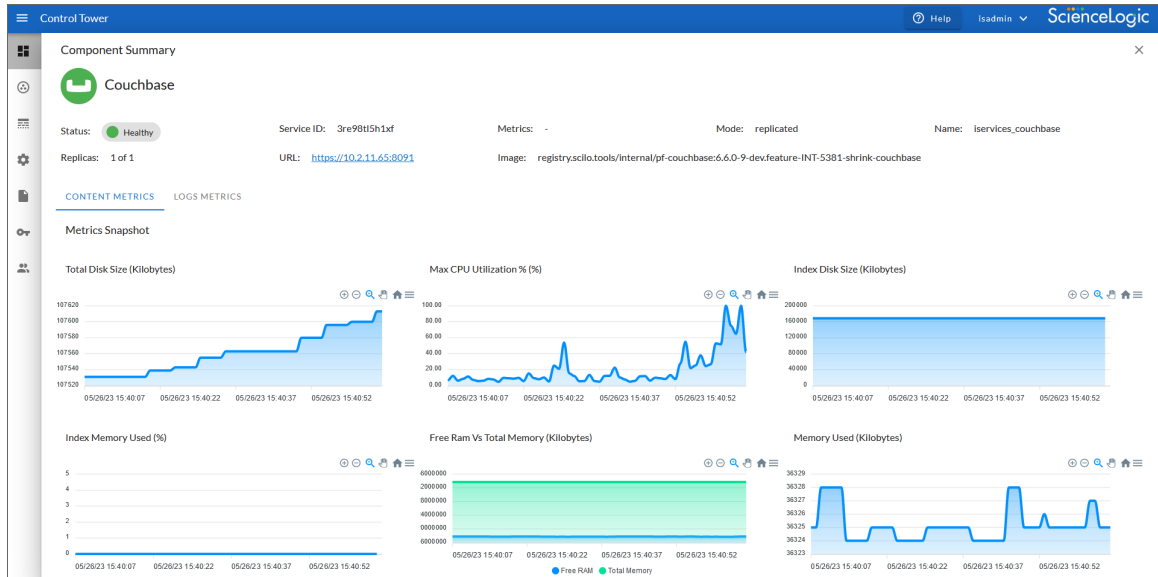 Control Tower
Help isadmin ScienceLogic
Component Summary
Couchbase
Status: Healthy Service ID: 3re98tl5h1xf Metrics: - Mode: replicated Name: iservices_couchbase
Replicas: 1 of 1 URL: https://10.2.11.65:8091 Image: registry.scilo.tools/internal/pf-couchbase:6.6.0-9-dev.feature-INT-5381-shrink-couchbase
CONTENT METRICS LOGS METRICS
Metrics Snapshot
Total Disk Size (Kilobytes)
107620
107600
107580
107560
107540
107520
05/26/23 15:40:07 05/26/23 15:40:22 05/26/23 15:40:37 05/26/23 15:40:52
Max CPU Utilization % (%)
100.00
80.00
60.00
40.00
20.00
0.00
05/26/23 15:40:07 05/26/23 15:40:22 05/26/23 15:40:37 05/26/23 15:40:52
Index Disk Size (Kilobytes)
200000
160000
120000
80000
40000
0
05/26/23 15:40:07 05/26/23 15:40:22 05/26/23 15:40:37 05/26/23 15:40:52
Index Memory Used (%)
5
4
3
2
1
0
05/26/23 15:40:07 05/26/23 15:40:22 05/26/23 15:40:37 05/26/23 15:40:52
Free Ram Vs Total Memory (Kilobytes)
6000000
2000000
8000000
4000000
0000000
6000000
05/26/23 15:40:07 05/26/23 15:40:22 05/26/23 15:40:37 05/26/23 15:40:52
Free RAM Total Memory
Memory Used (Kilobytes)
36329
36328
36327
36326
36325
36324
36323
05/26/23 15:40:07 05/26/23 15:40:22 05/26/23 15:40:37 05/26/23 15:40:52